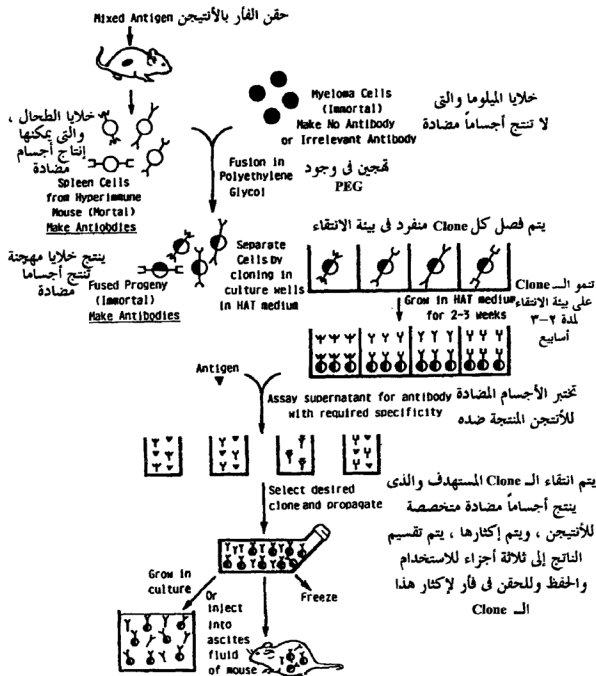 حقن الفأر بالأنتيجن
Mixed Antigen
Myeloma Cells
(Immortal)
Make No Antibody
or Irrelevant Antibody
خلايا الميلوما والتى
لا تنتج أجساماً مضادة
خلايا الطحال ،
والتى يمكنها
إنتاج أجسام
مضادة
Spleen Cells
from Hyperimmune
Mouse (Mortal)
Make Antiobdies
Fusion in
Polyethylene
Glycol
تهجين فى وجود
PEG
يتم فصل كل Clone منفرد فى بيئة الانتقاء
ينتج خلايا مهجنة
تنتج أجساما
مضادة
Fused Progeny
(Immortal)
Make Antibodies
Separate
Cells by
cloning in
culture wells
in HAT medium
تنمو الـ Clone
على بيئة الانتقاء
لمدة ٢-٣
أسابيع
Grow in HAT medium
for 2-3 weeks
Antigen
Assay supernatant for antibody
with required specificity
تختبر الأجسام المضادة
للأنتجن المنتجة ضده
Select desired
clone and propagate
يتم انتقاء الـ Clone المستهدف والذى
ينتج أجساماً مضادة متخصصة
للأنتيجن ، ويتم إكثارها ، يتم تقسيم
الناتج إلى ثلاثة أجزاء للاستخدام
والحفظ وللحقن فى فأر لإكثار هذا
الـ Clone
Grow in
culture
Or
inject
into
ascites
fluid
of mouse
Freeze